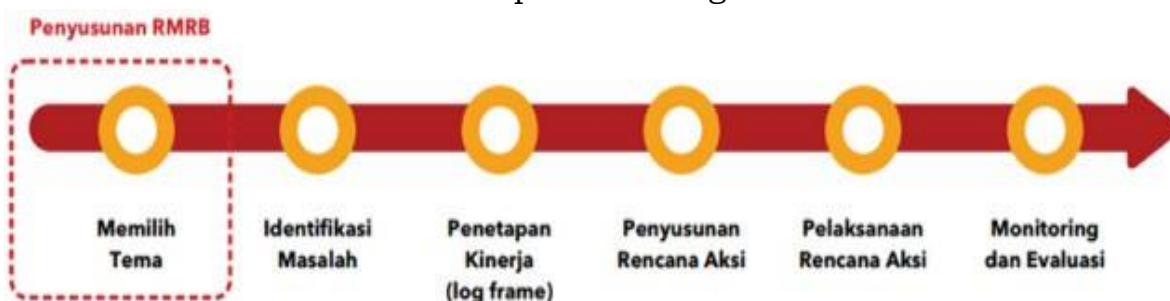 Penyusunan RMRB
Memilih
Tema
Identifikasi
Masalah
Penetapan
Kinerja
(log frame)
Penyusunan
Rencana Aksi
Pelaksanaan
Rencana Aksi
Monitoring
dan Evaluasi